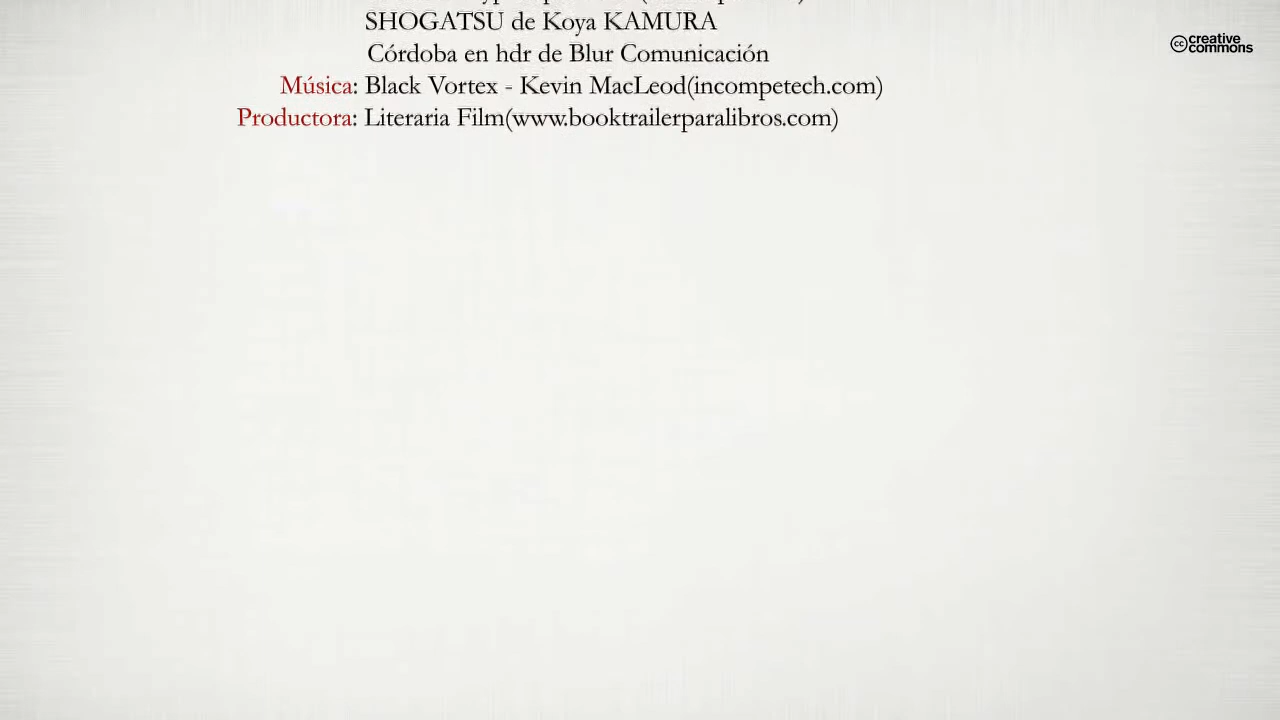 SHOGATSU de Koya KAMURA
Córdoba en hdr de Blur Comunicación
Música: Black Vortex - Kevin MacLeod(incompetech.com)
Productora: Literaria Film(www.booktrailerparalibros.com)
cc creative
commons